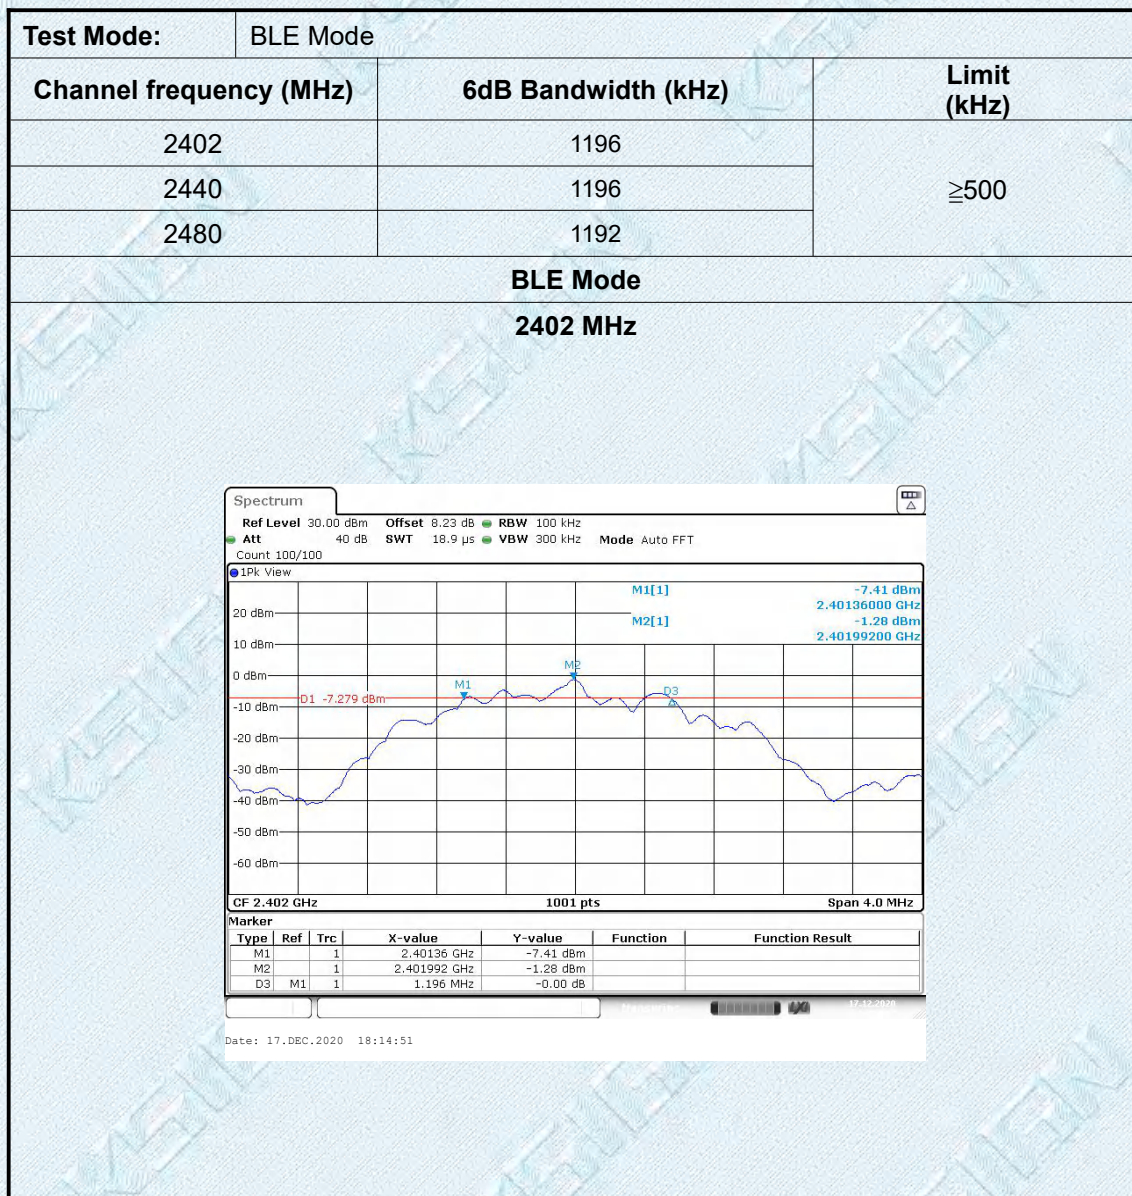 Test Mode: BLE Mode
Channel frequency (MHz) 6dB Bandwidth (kHz) Limit (kHz)
2402 1196
2440 1196 ≧500
2480 1192
BLE Mode
2402 MHz
Spectrum
Ref Level 30.00 dBm Offset 8.23 dB RBW 100 kHz
Att 40 dB SWT 18.9 µs VBW 300 kHz Mode Auto FFT
Count 100/100
1Pk View
M1[1] -7.41 dBm
2.40136000 GHz
M2[1] -1.28 dBm
2.40199200 GHz
20 dBm
10 dBm
M2
0 dBm
M1
D3
D1 -7.279 dBm
-10 dBm
-20 dBm
-30 dBm
-40 dBm
-50 dBm
-60 dBm
CF 2.402 GHz 1001 pts Span 4.0 MHz
Marker
Type Ref Trc X-value Y-value Function Function Result
M1 1 2.40136 GHz -7.41 dBm
M2 1 2.401992 GHz -1.28 dBm
D3 M1 1 1.196 MHz -0.00 dB
17.12.2020
Date: 17.DEC.2020 18:14:51